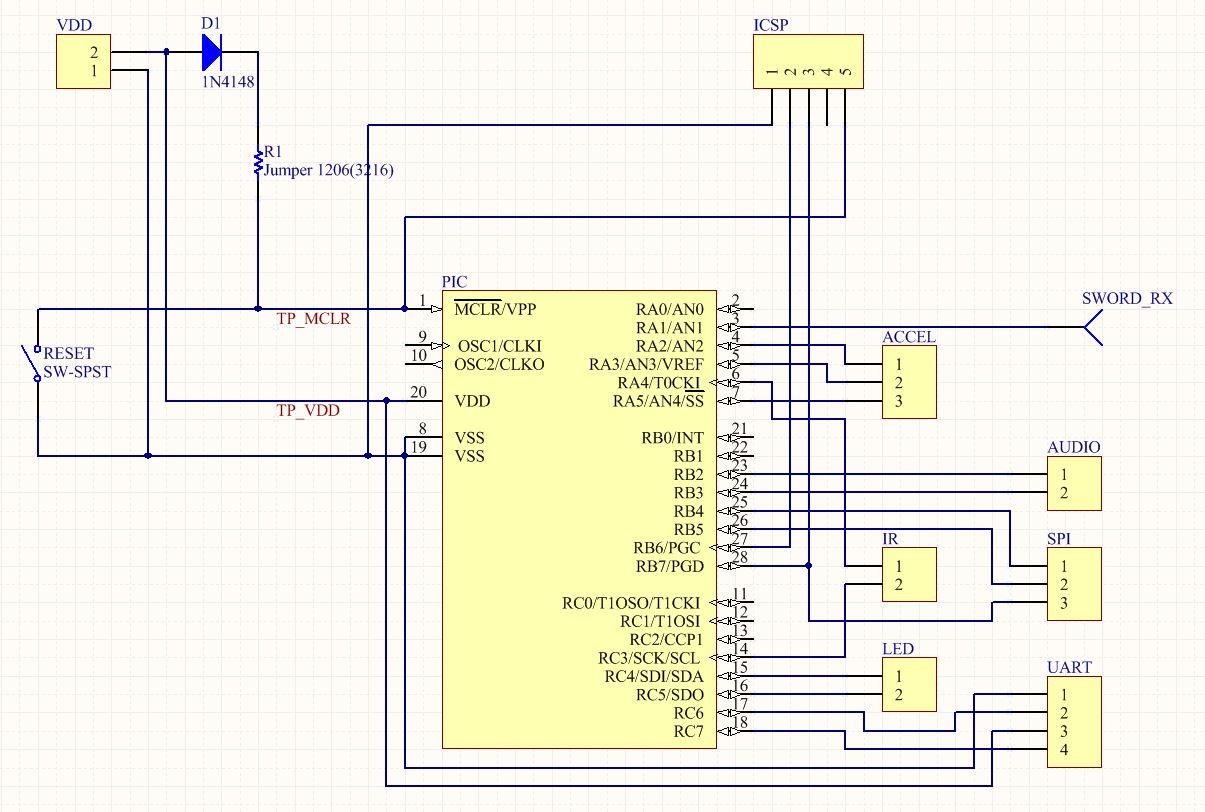 VDD
2
1
D1
1N4148
ICSP
1 2 3 4 5
R1
Jumper 1206(3216)
PIC
1 MCLR/VPP
9 OSC1/CLKI
10 OSC2/CLKO
20 VDD
8 VSS
19 VSS
TP_MCLR
TP_VDD
RESET
SW-SPST
RA0/AN0 2
RA1/AN1 3
RA2/AN2 4
RA3/AN3/VREF 5
RA4/T0CKI 6
RA5/AN4/SS 7
RB0/INT 21
RB1 22
RB2 23
RB3 24
RB4 25
RB5 26
RB6/PGC 27
RB7/PGD 28
RC0/T1OSO/T1CKI 11
RC1/T1OSI 12
RC2/CCP1 13
RC3/SCK/SCL 14
RC4/SDI/SDA 15
RC5/SDO 16
RC6 17
RC7 18
SWORD_RX
ACCEL
1
2
3
AUDIO
1
2
IR
1
2
SPI
1
2
3
LED
1
2
UART
1
2
3
4